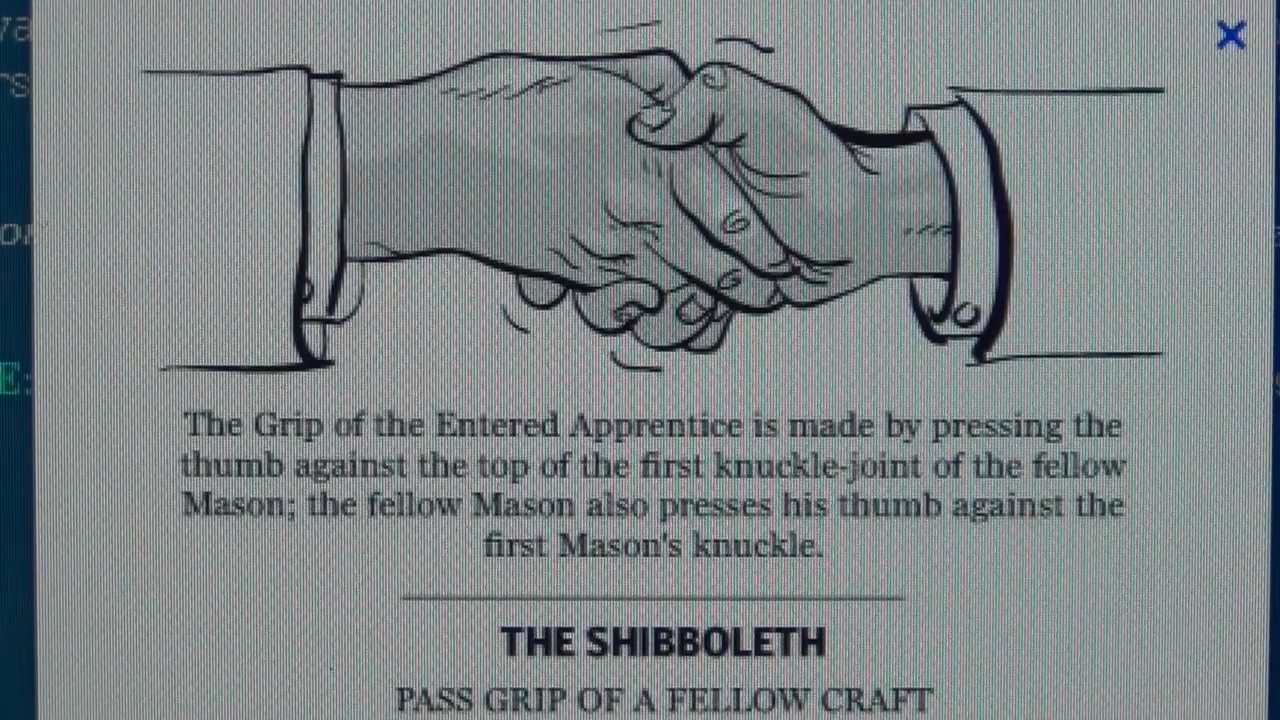 The Grip of the Entered Apprentice is made by pressing the
thumb against the top of the first knuckle-joint of the fellow
Mason; the fellow Mason also presses his thumb against the
first Mason's knuckle.
THE SHIBBOLETH
PASS GRIP OF A FELLOW CRAFT